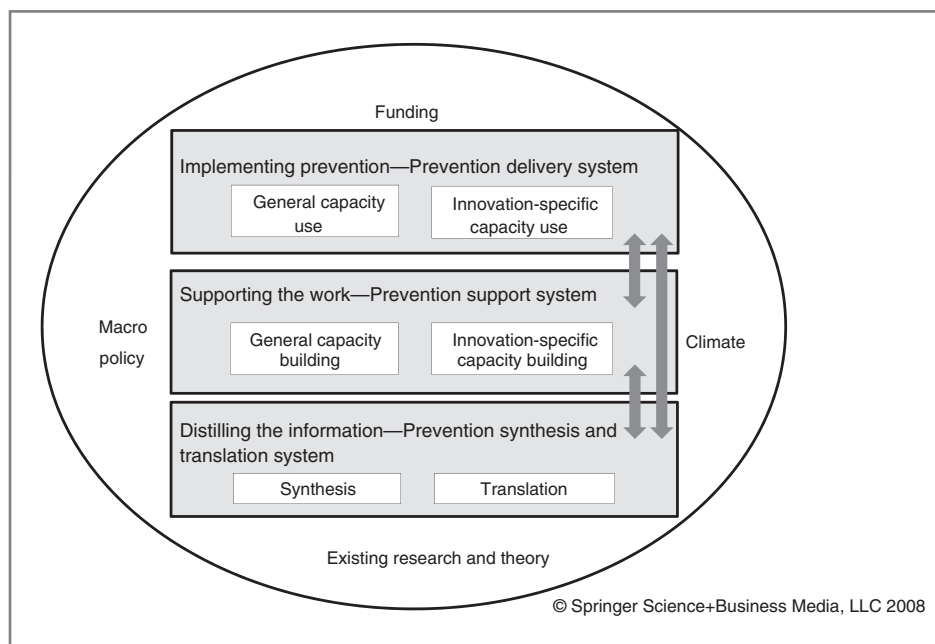 Funding
Implementing prevention—Prevention delivery system
General capacity
use
Innovation-specific
capacity use
Supporting the work—Prevention support system
General capacity
building
Innovation-specific
capacity building
Macro
policy
Climate
Distilling the information—Prevention synthesis and
translation system
Synthesis
Translation
Existing research and theory
© Springer Science+Business Media, LLC 2008